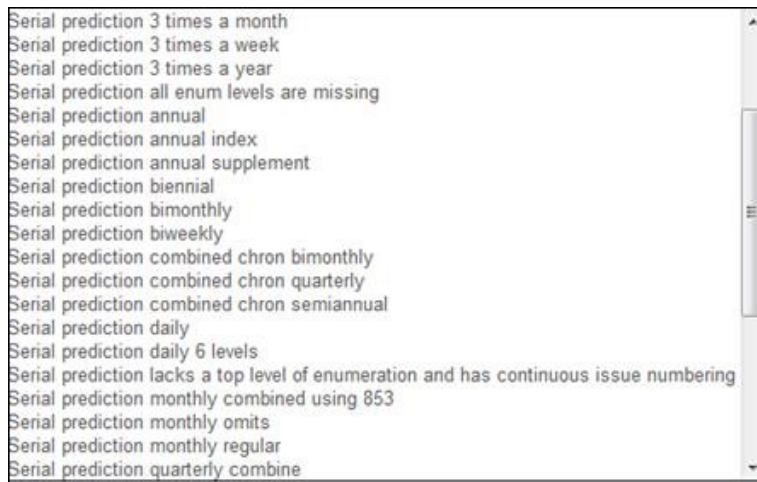 Serial prediction 3 times a month
Serial prediction 3 times a week
Serial prediction 3 times a year
Serial prediction all enum levels are missing
Serial prediction annual
Serial prediction annual index
Serial prediction annual supplement
Serial prediction biennial
Serial prediction bimonthly
Serial prediction biweekly
Serial prediction combined chron bimonthly
Serial prediction combined chron quarterly
Serial prediction combined chron semiannual
Serial prediction daily
Serial prediction daily 6 levels
Serial prediction lacks a top level of enumeration and has continuous issue numbering
Serial prediction monthly combined using 853
Serial prediction monthly omits
Serial prediction monthly regular
Serial prediction quarterly combine